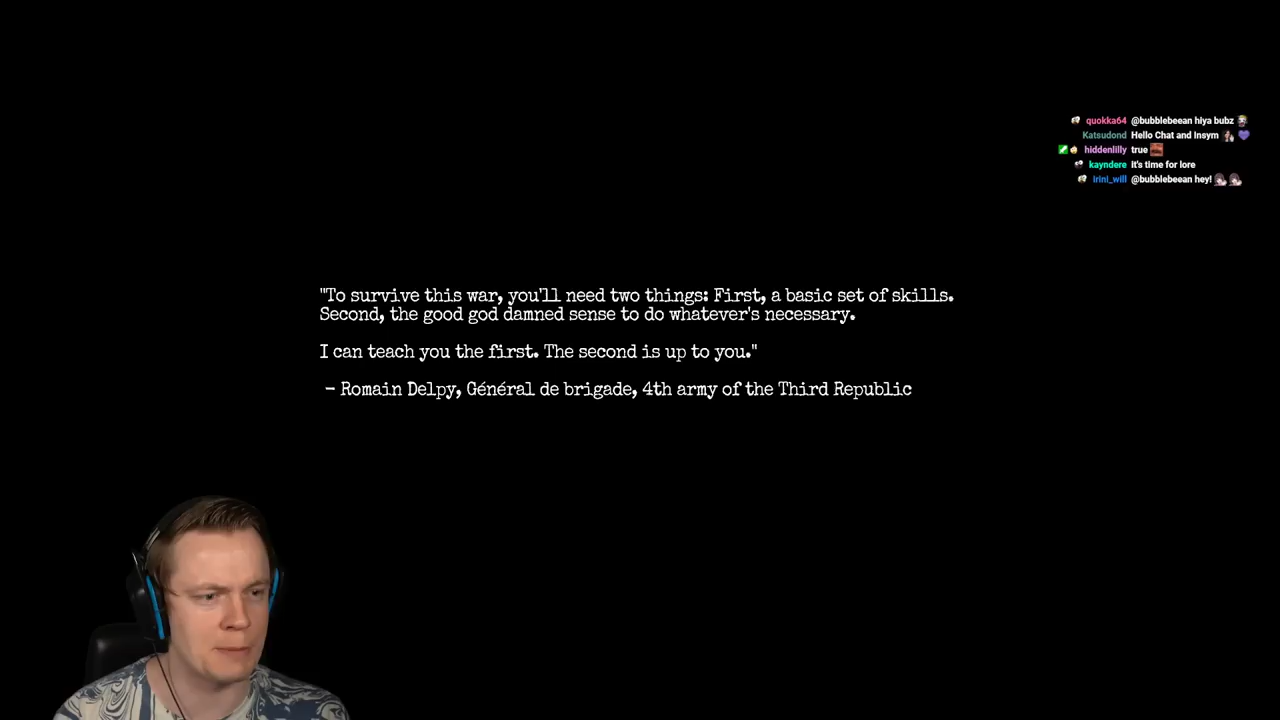 quokka64 @bubblebeean hiya bubz
Katsudond Hello Chat and Insym
hiddenlilly true
kayndere it's time for lore
irini_will @bubblebeean hey!
"To survive this war, you'll need two things: First, a basic set of skills.
Second, the good god damned sense to do whatever's necessary.
I can teach you the first. The second is up to you."
– Romain Delpy, Général de brigade, 4th army of the Third Republic